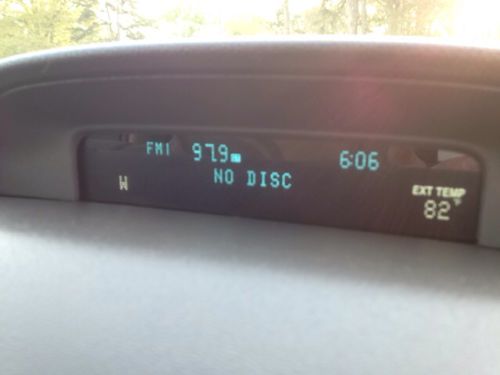 FM1 97.9 6:06
NO DISC
W EXT TEMP
82°F